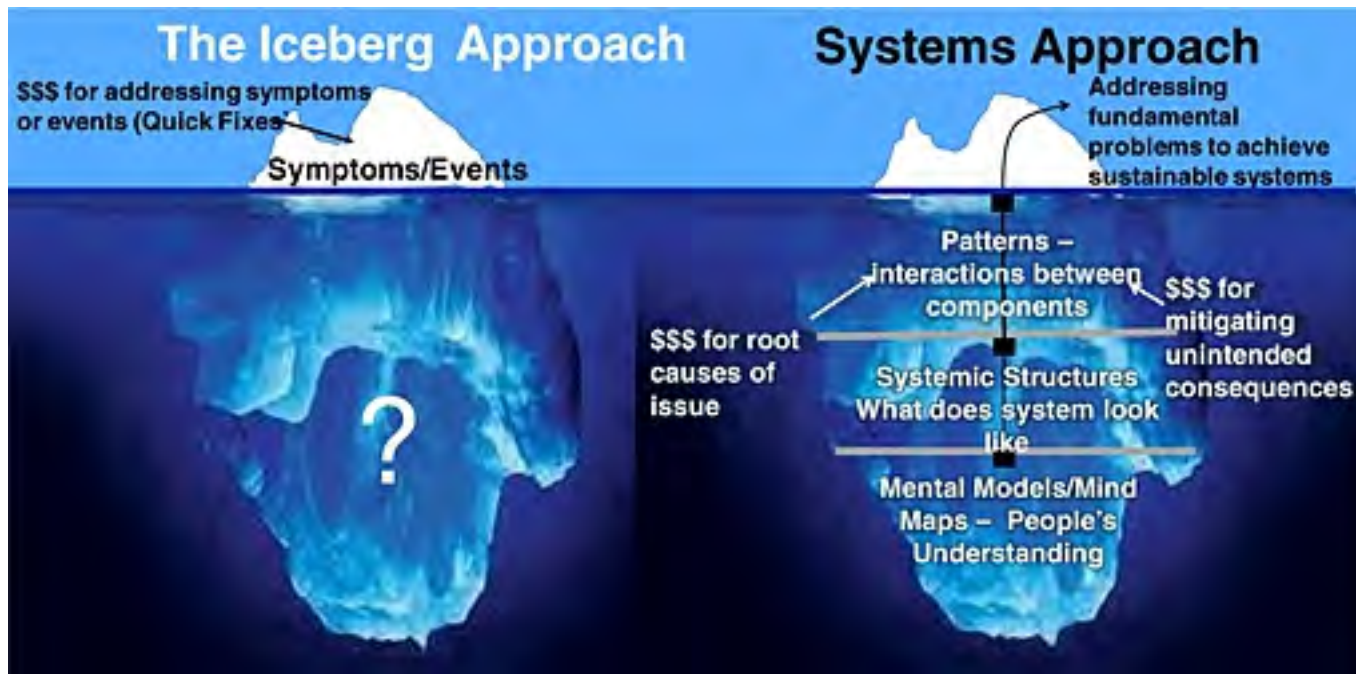 The Iceberg Approach
$$$ for addressing symptoms
or events (Quick Fixes)
Symptoms/Events
?
Systems Approach
Addressing
fundamental
problems to achieve
sustainable systems
Patterns –
interactions between
components
$$$ for
mitigating
unintended
consequences
$$$ for root
causes of
issue
Systemic Structures
What does system look
like
Mental Models/Mind
Maps – People's
Understanding